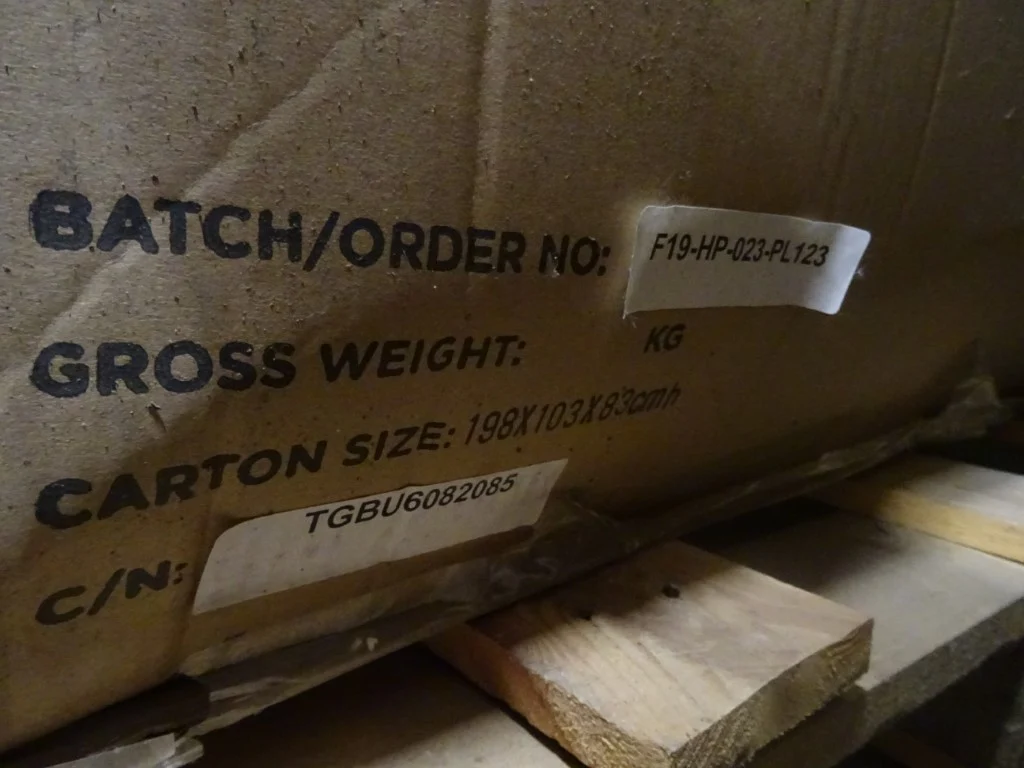 BATCH/ORDER NO: F19-HP-023-PL123
GROSS WEIGHT: KG
CARTON SIZE: 198X103X83cmh
C/N: TGBU6082085